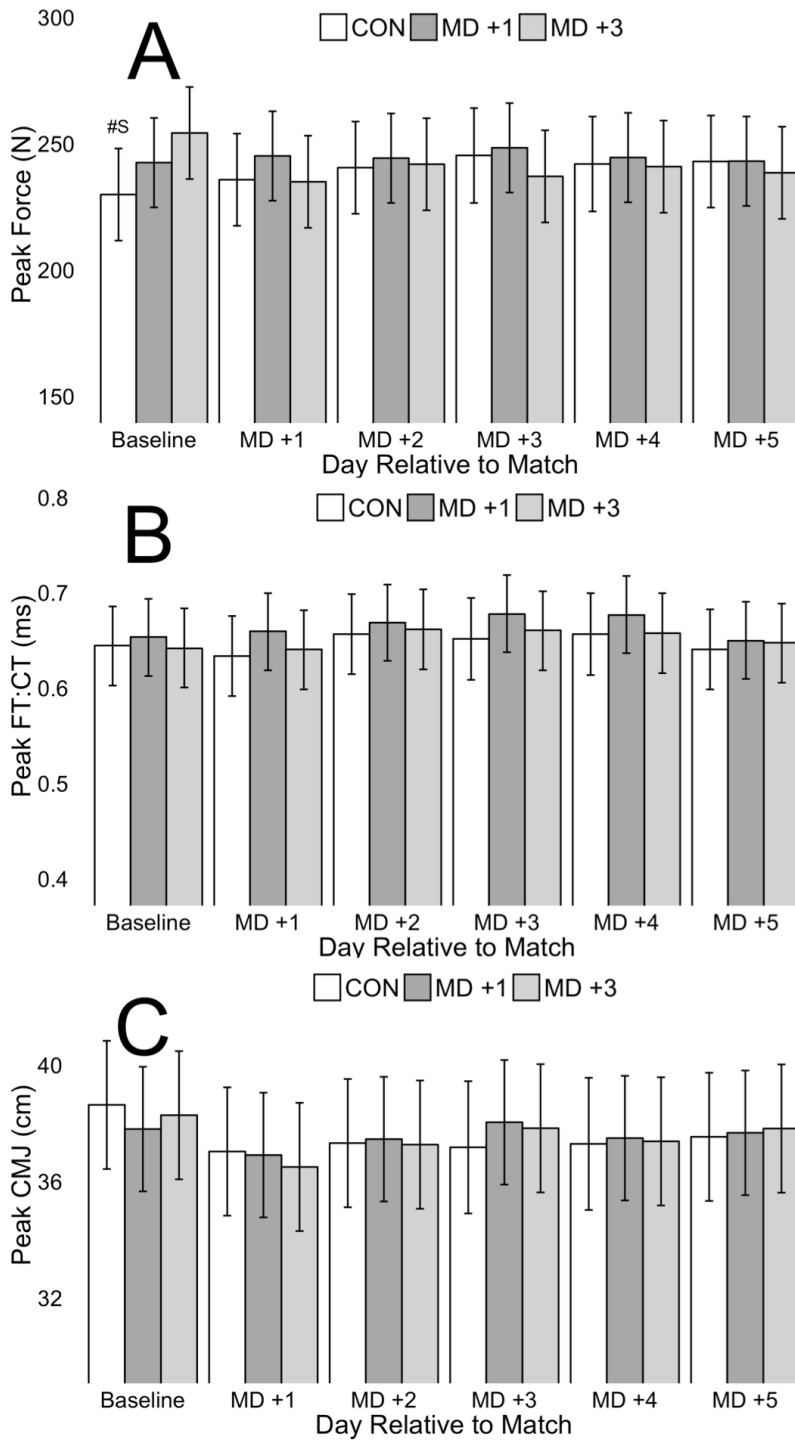 A
CON MD +1 MD +3
Peak Force (N)
300
250
200
150
#S
Baseline MD +1 MD +2 MD +3 MD +4 MD +5
Day Relative to Match
B
CON MD +1 MD +3
Peak FT:CT (ms)
0.8
0.7
0.6
0.5
0.4
Baseline MD +1 MD +2 MD +3 MD +4 MD +5
Day Relative to Match
C
CON MD +1 MD +3
Peak CMJ (cm)
40
36
32
Baseline MD +1 MD +2 MD +3 MD +4 MD +5
Day Relative to Match